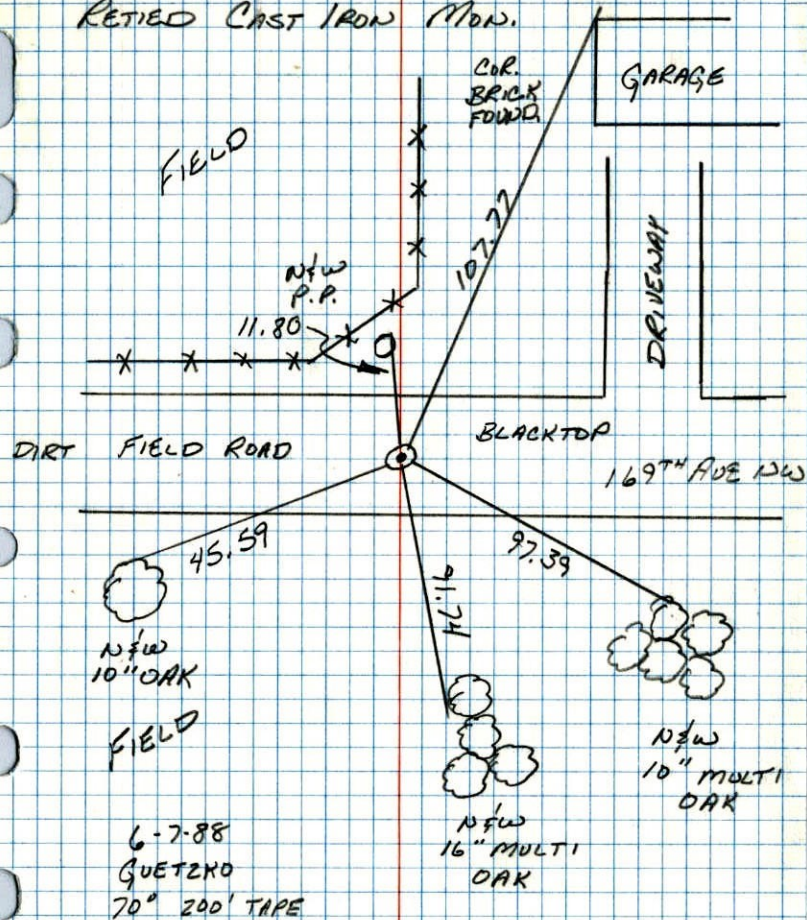 RETIED CAST IRON MON.
COR.
BRICK
FOUND.
GARAGE
FIELD
107.22
DRIVEWAY
N&W
P.P.
11.80
BLACKTOP
DIRT FIELD ROAD
169TH AVE NW
45.59
97.39
91.74
N&W
10" OAK
FIELD
N&W
10" MULTI
OAK
N&W
16" MULTI
OAK
6-7-88
GUETZKO
70° 200' TAPE